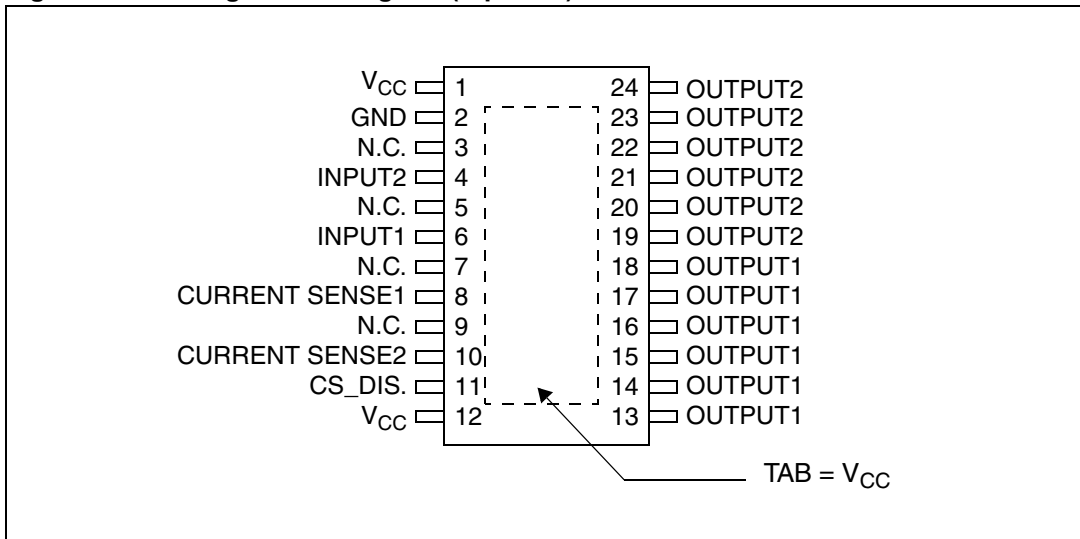 V_CC 1 24 OUTPUT2
GND 2 23 OUTPUT2
N.C. 3 22 OUTPUT2
INPUT2 4 21 OUTPUT2
N.C. 5 20 OUTPUT2
INPUT1 6 19 OUTPUT2
N.C. 7 18 OUTPUT1
CURRENT SENSE1 8 17 OUTPUT1
N.C. 9 16 OUTPUT1
CURRENT SENSE2 10 15 OUTPUT1
CS_DIS. 11 14 OUTPUT1
V_CC 12 13 OUTPUT1
TAB = V_CC